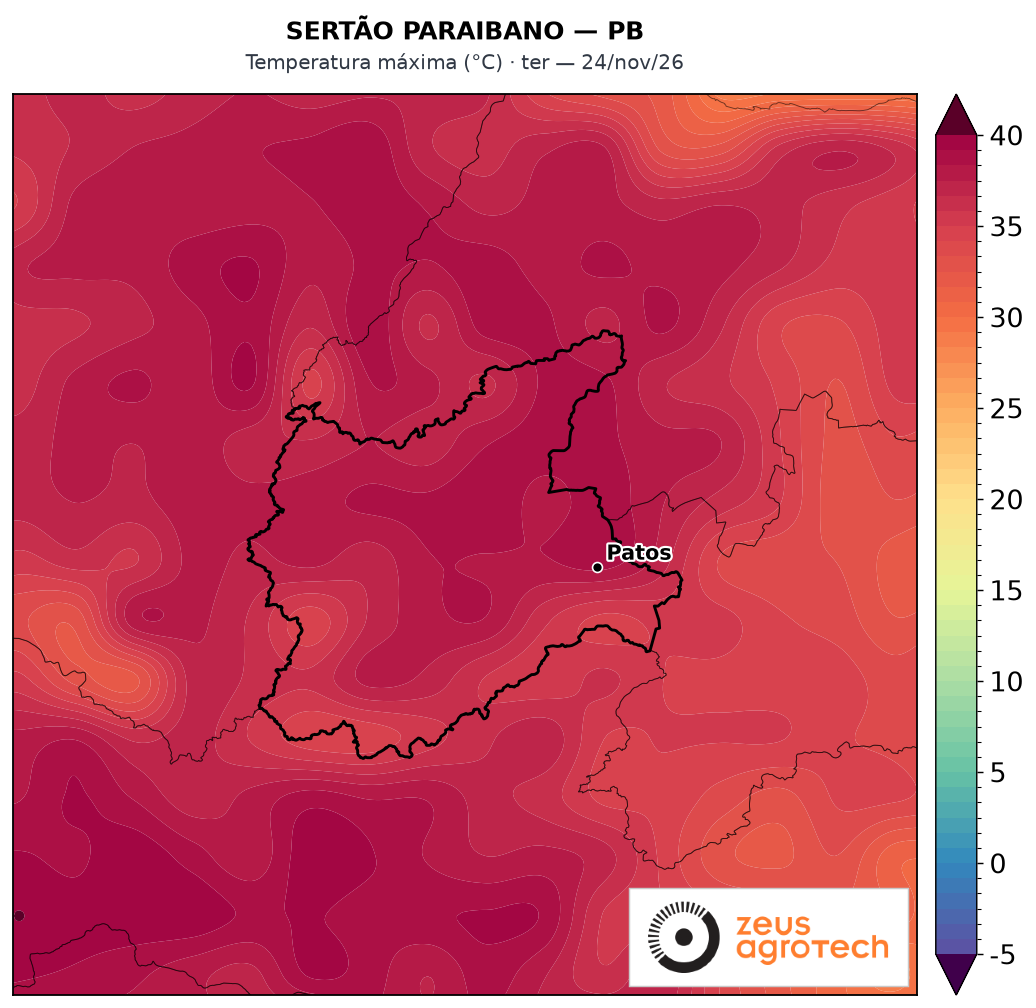 SERTÃO PARAIBANO — PB
Temperatura máxima (°C) · ter — 24/nov/26
40
35
30
25
20
15
10
5
0
-5
Patos
zeus
agrotech